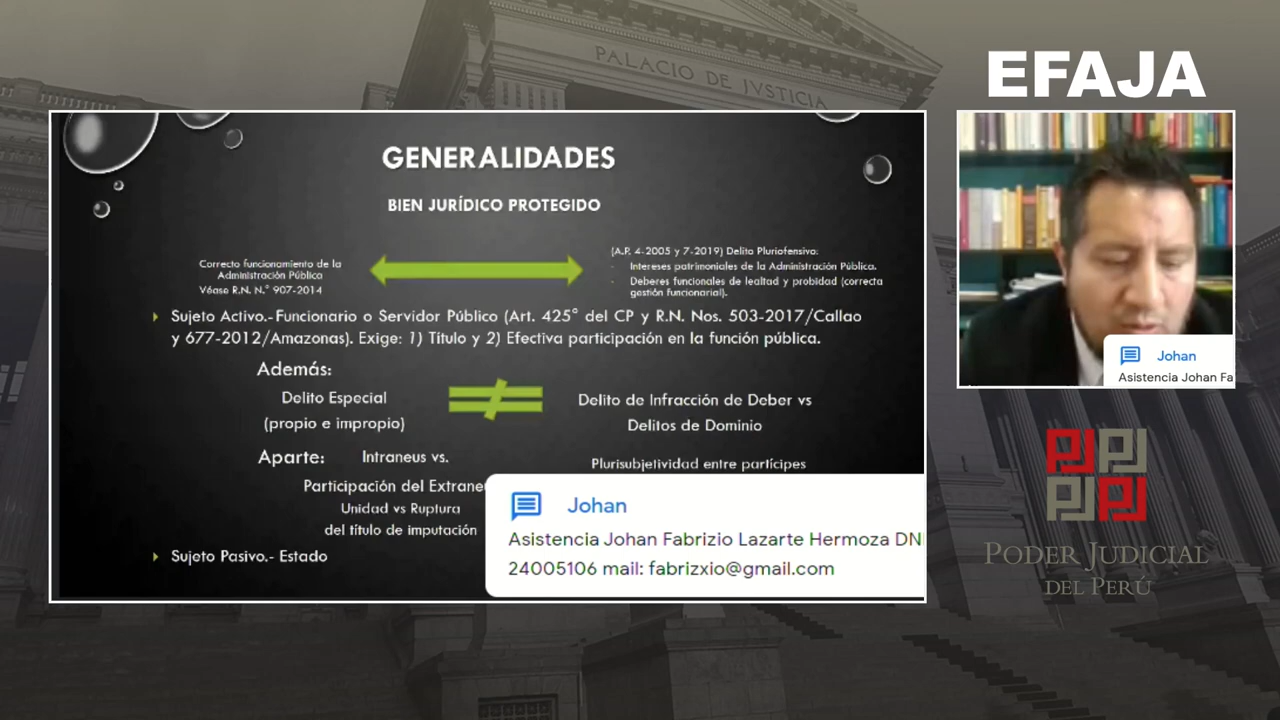 PALACIO DE JUSTICIA
EFAJA
GENERALIDADES
BIEN JURÍDICO PROTEGIDO
Correcto funcionamiento de la
Administración Pública
Véase R.N. N.° 907-2014
(A.P. 4-2005 y 7-2019) Delito Pluriofensivo:
- Intereses patrimoniales de la Administración Pública.
- Deberes funcionales de lealtad y probidad (correcta
gestión funcionarial).
Sujeto Activo.- Funcionario o Servidor Público (Art. 425° del CP y R.N. Nos. 503-2017/Callao
y 677-2012/Amazonas). Exige: 1) Título y 2) Efectiva participación en la función pública.
Además:
Delito Especial
(propio e impropio)
Delito de Infracción de Deber vs
Delitos de Dominio
Aparte: Intraneus vs.
Participación del Extraneu
Unidad vs Ruptura
del título de imputación
Plurisubjetividad entre partícipes
Sujeto Pasivo.- Estado
Johan
Asistencia Johan Fabrizio Lazarte Hermoza DNI
24005106 mail: fabrizxio@gmail.com
Johan
Asistencia Johan Fa
PJPJ
PJPJ
PODER JUDICIAL
DEL PERÚ